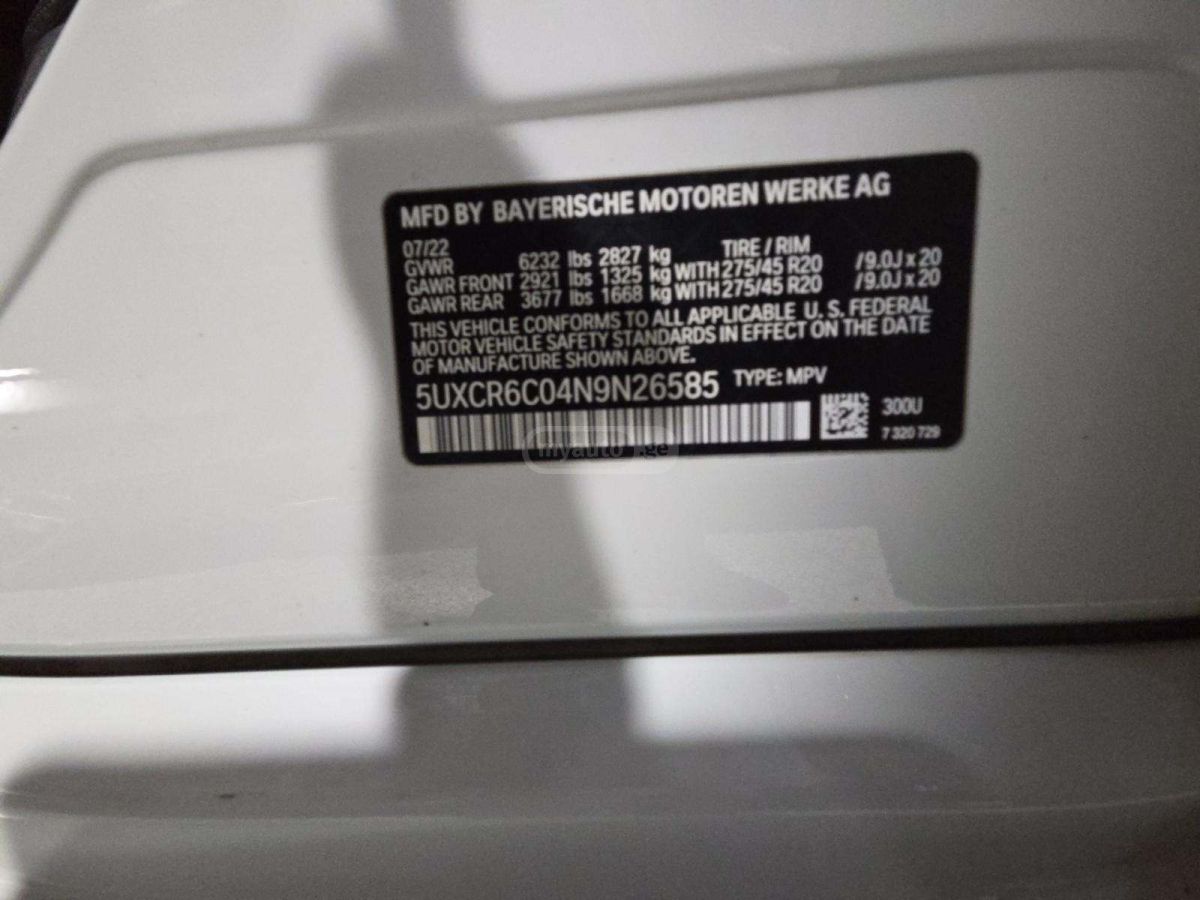 MFD BY BAYERISCHE MOTOREN WERKE AG
07/22 TIRE / RIM
GVWR 6232 lbs 2827 kg
GAWR FRONT 2921 lbs 1325 kg WITH 275/45 R20 /9.0J x 20
GAWR REAR 3677 lbs 1668 kg WITH 275/45 R20 /9.0J x 20
THIS VEHICLE CONFORMS TO ALL APPLICABLE U. S. FEDERAL
MOTOR VEHICLE SAFETY STANDARDS IN EFFECT ON THE DATE
OF MANUFACTURE SHOWN ABOVE.
5UXCR6C04N9N26585 TYPE: MPV
300U
7 320 729
myauto.ge